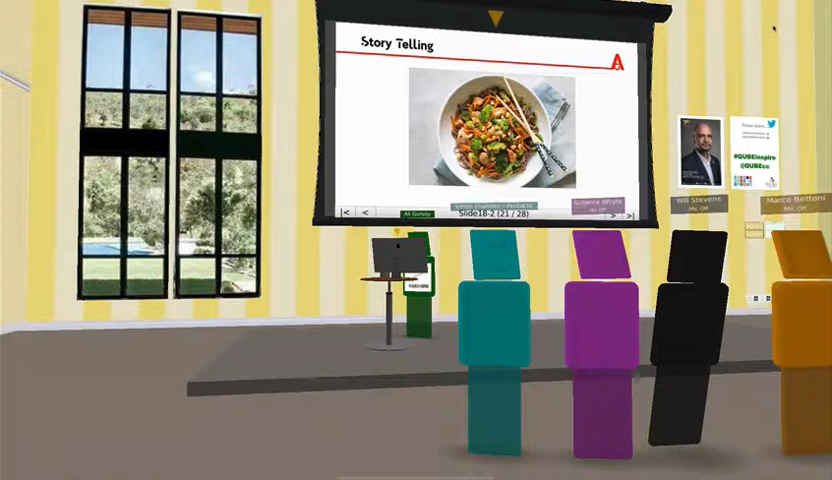 Story Telling
A
|< <
Ali Gursoy
Slide18-2 (21 / 28)
Suzanne Whyte
Mic Off
> >|
Will Stevens
Mic Off
Marco Bettoni
Mic Off
#QUBEinspire
@QUBEcc